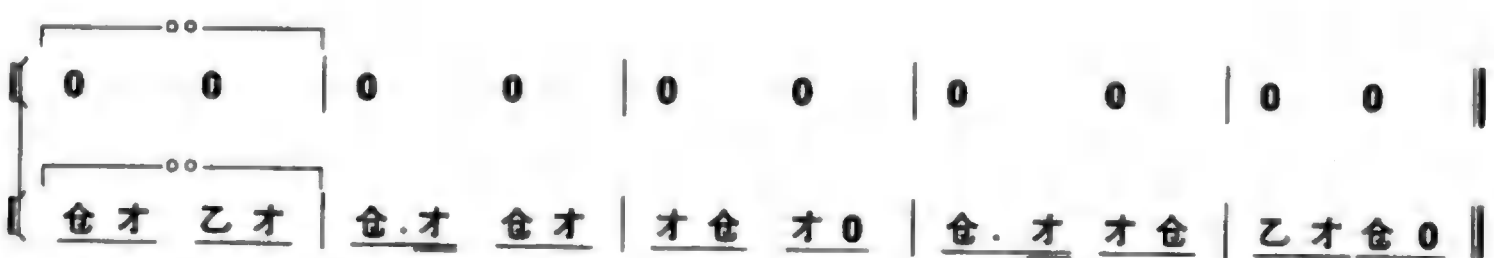 0 0 | 0 0 | 0 0 | 0 0 | 0 0 ‖
仓才 乙才 | 仓.才 仓才 | 才仓 才0 | 仓.才 才仓 | 乙才仓0 ‖